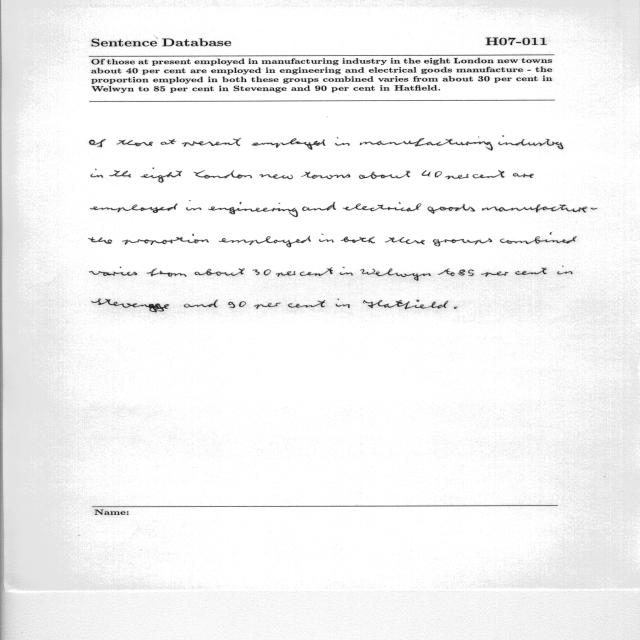 Sentence Database H07-011
Of those at present employed in manufacturing industry in the eight London new towns
about 40 per cent are employed in engineering and electrical goods manufacture - the
proportion employed in both these groups combined varies from about 30 per cent in
Welwyn to 85 per cent in Stevenage and 90 per cent in Hatfield.
Of those at present employed in manufacturing industry
in the eight London new towns about 40 per cent are
employed in engineering and electrical goods manufacture -
the proportion employed in both these groups combined
varies from about 30 per cent in Welwyn to 85 per cent in
Stevenage and 90 per cent in Hatfield.
Name: